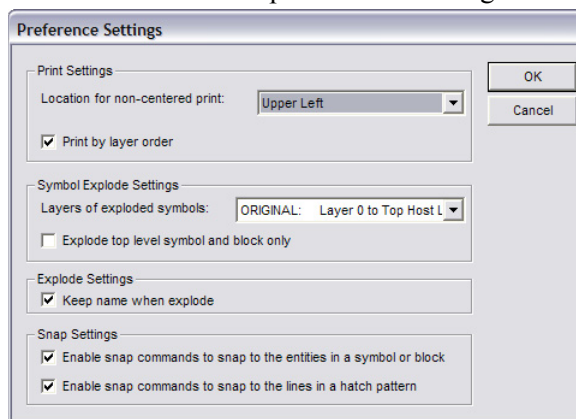 Preference Settings
Print Settings
OK
Location for non-centered print: Upper Left
Cancel
Print by layer order
Symbol Explode Settings
Layers of exploded symbols: ORIGINAL: Layer 0 to Top Host L
Explode top level symbol and block only
Explode Settings
Keep name when explode
Snap Settings
Enable snap commands to snap to the entities in a symbol or block
Enable snap commands to snap to the lines in a hatch pattern